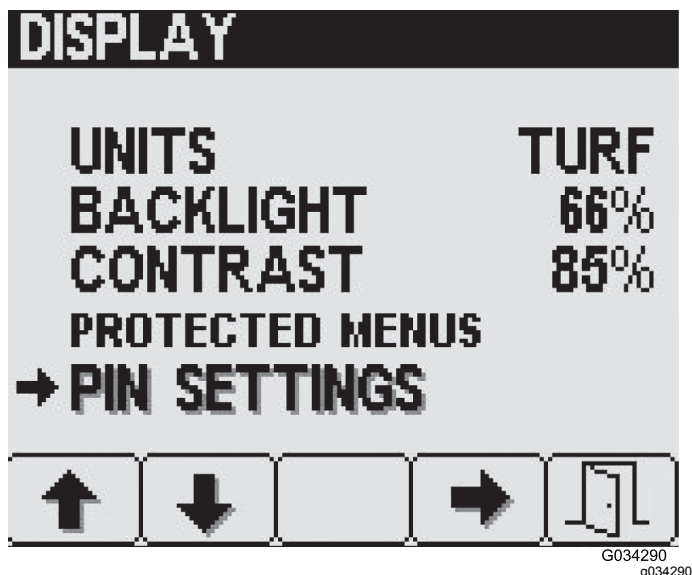 DISPLAY
UNITS TURF
BACKLIGHT 66%
CONTRAST 85%
PROTECTED MENUS
PIN SETTINGS
G034290
g034290